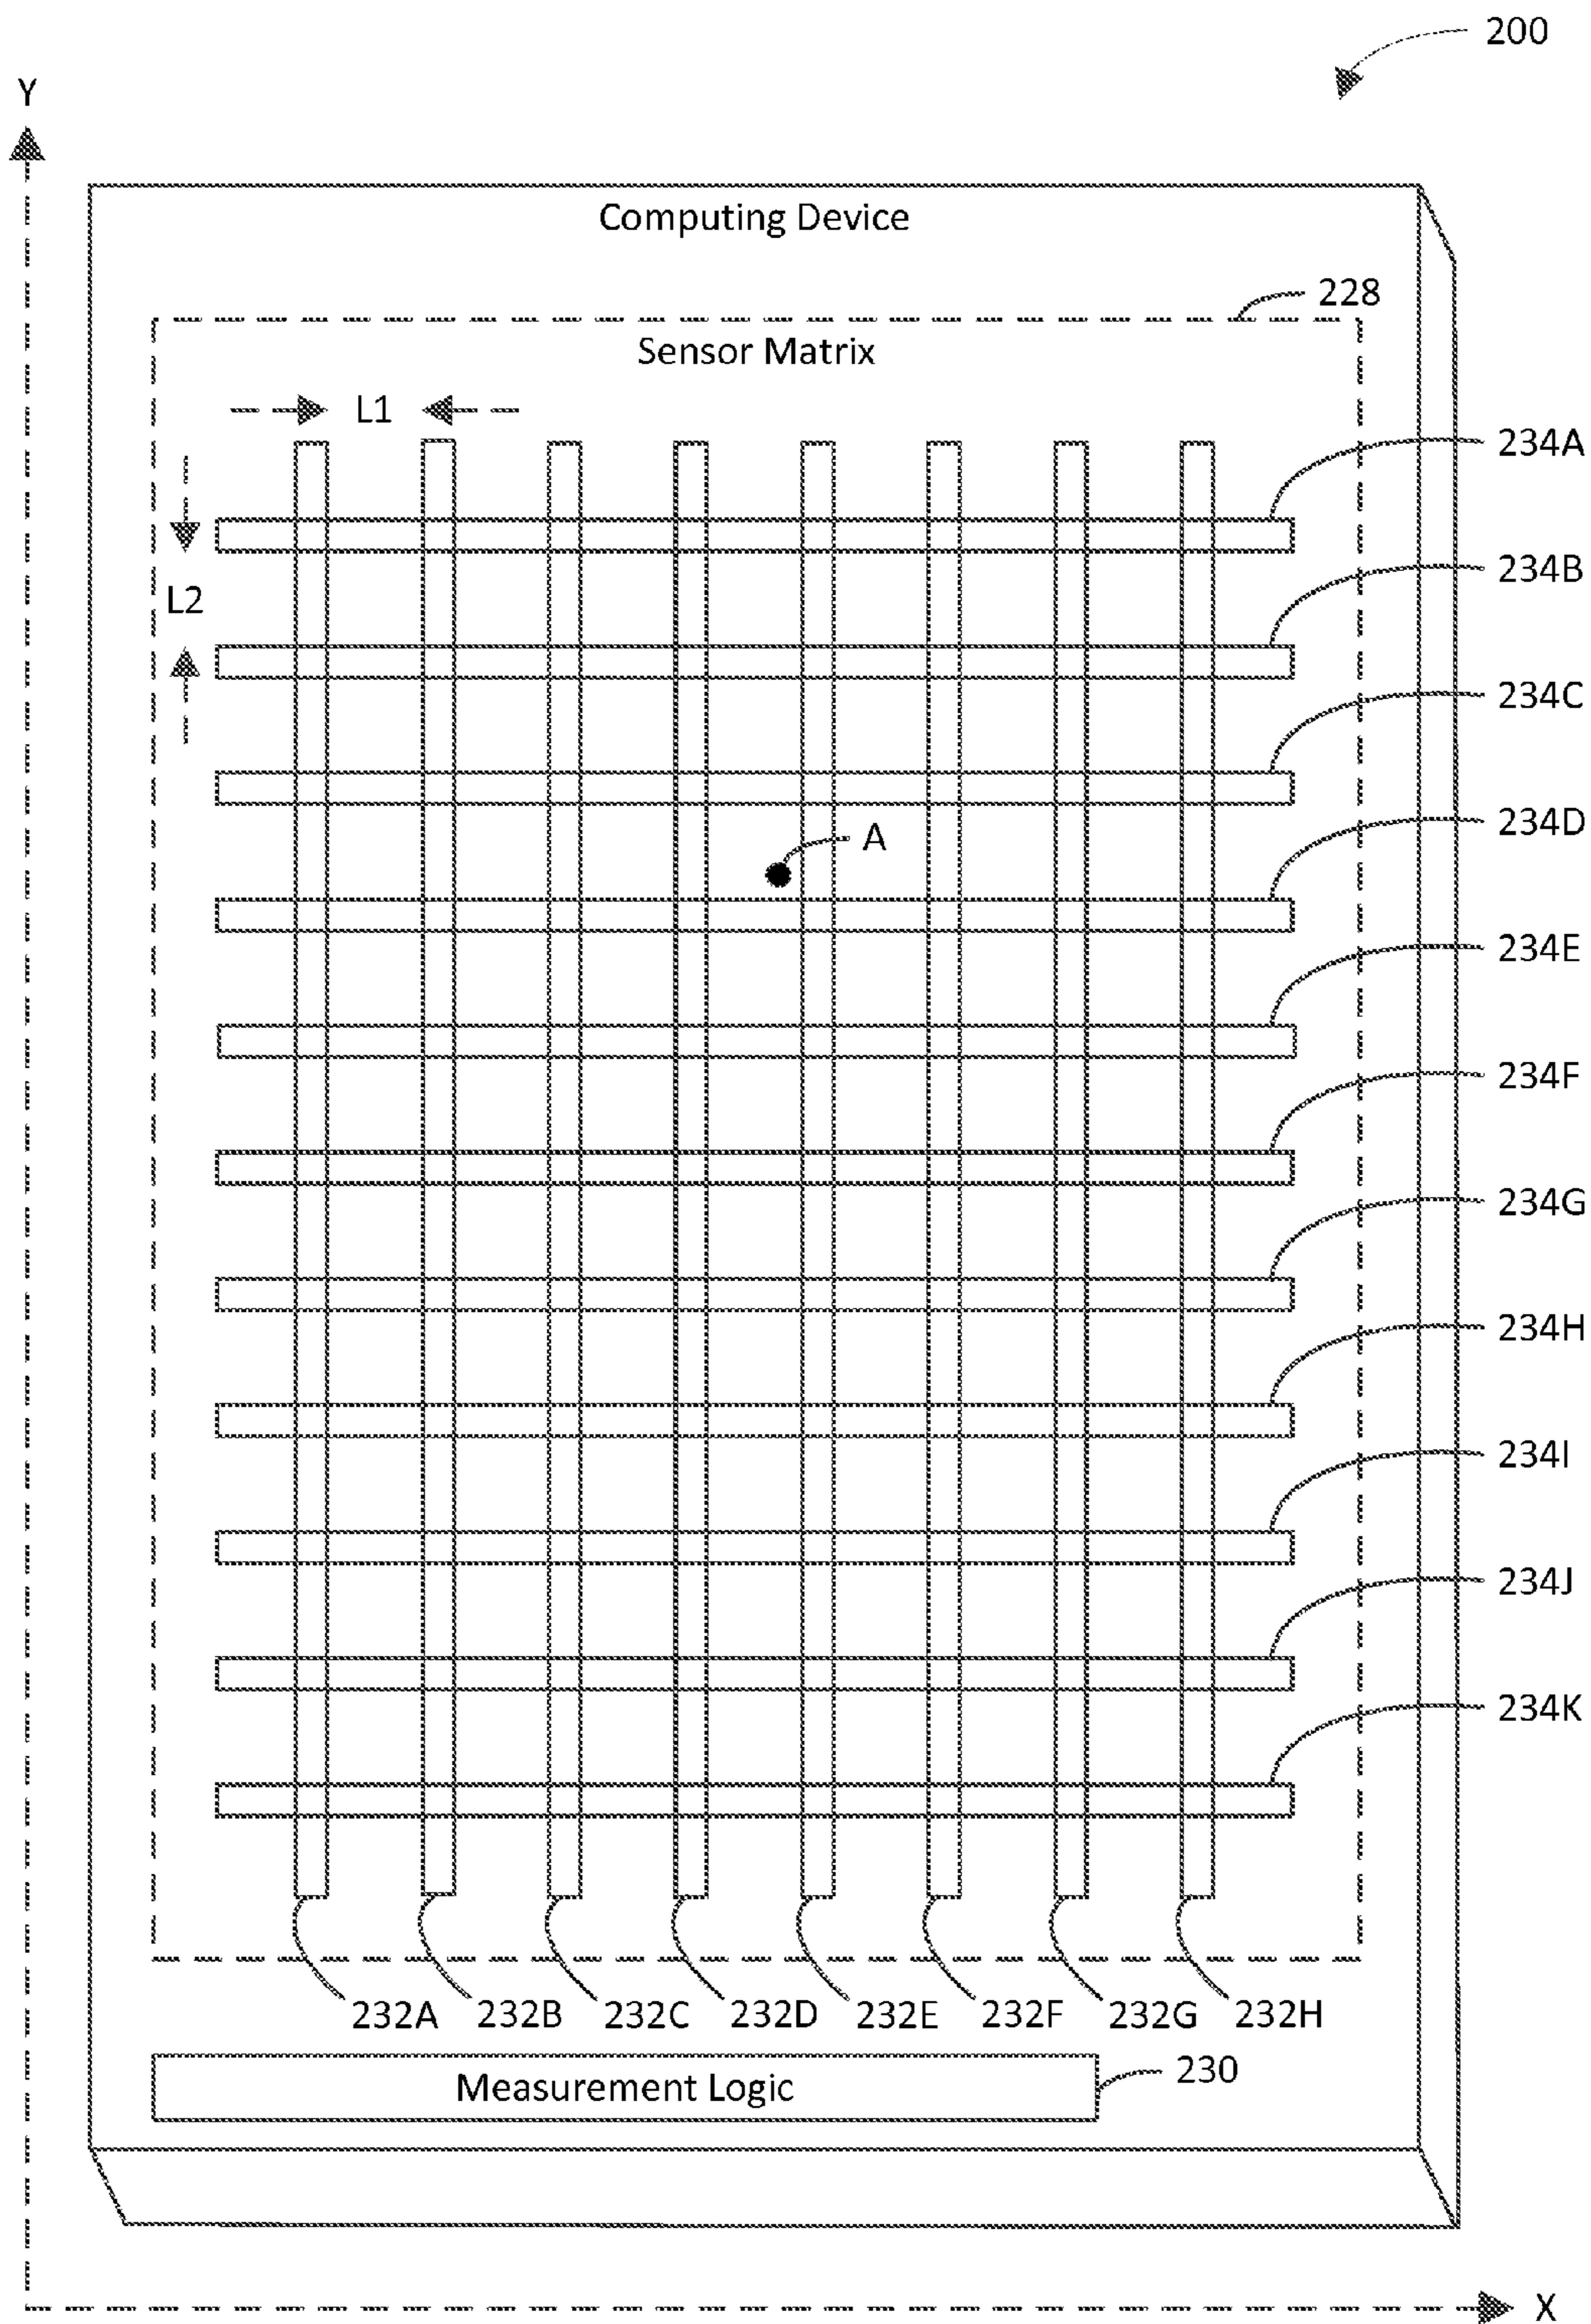 200
Y
Computing Device
228
Sensor Matrix
L1
234A
234B
L2
234C
A
234D
234E
234F
234G
234H
234I
234J
234K
232A 232B 232C 232D 232E 232F 232G 232H
230
Measurement Logic
X